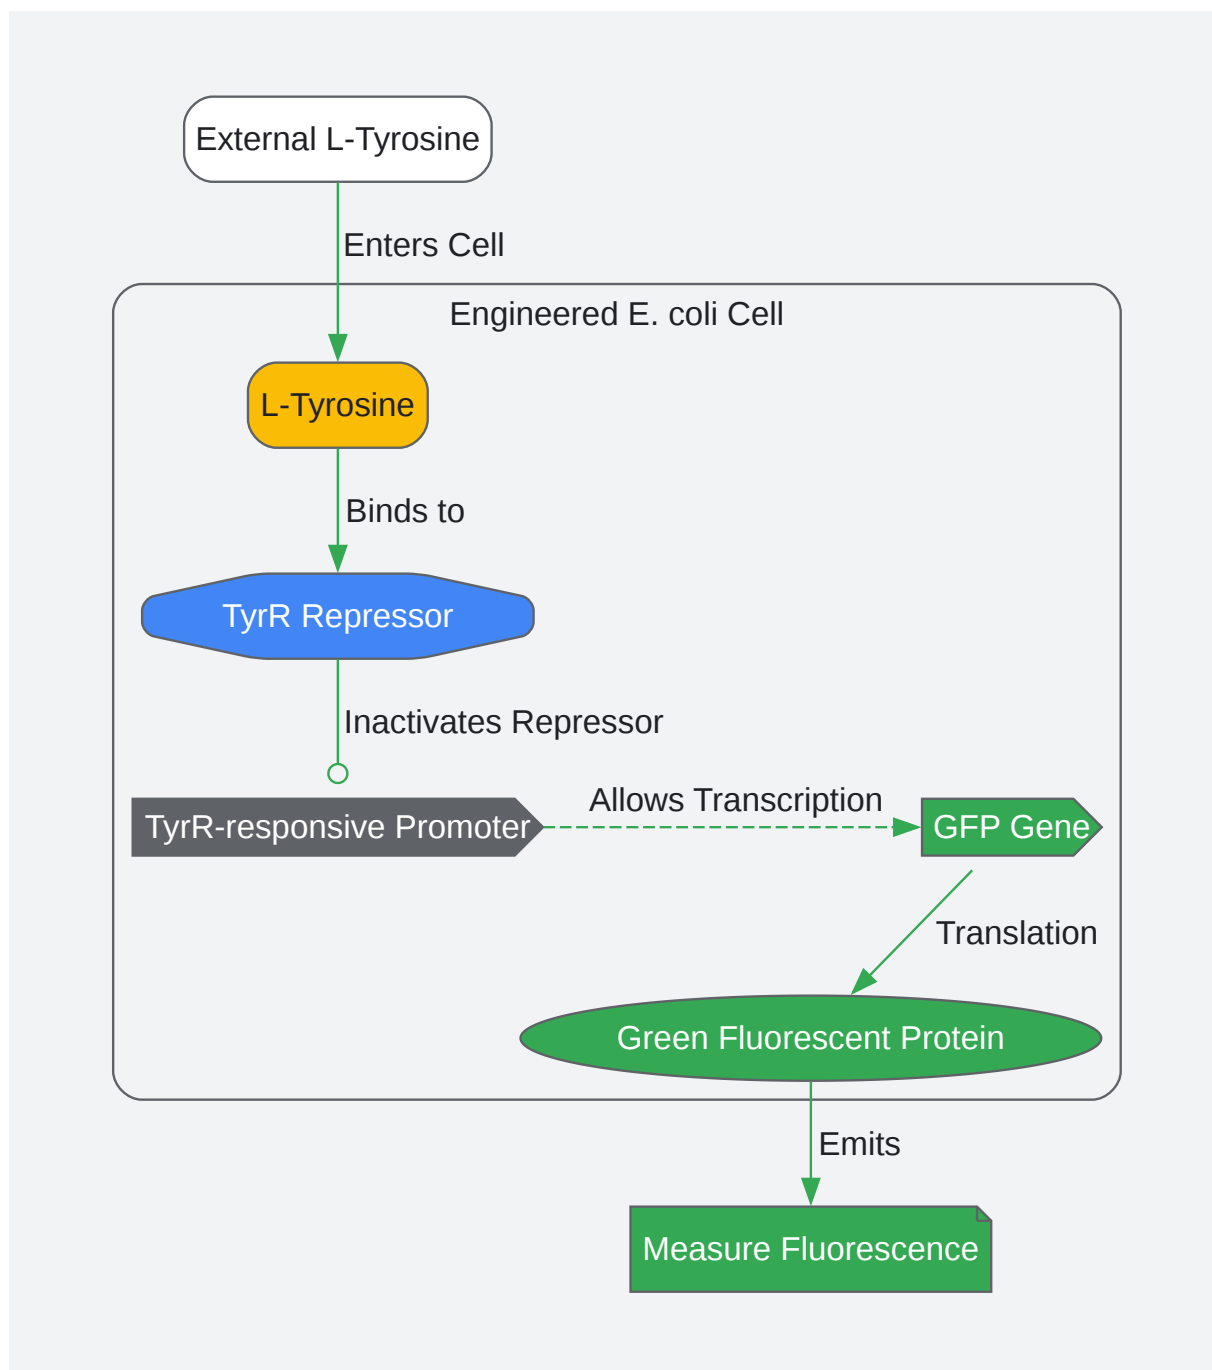 External L-Tyrosine
Enters Cell
Engineered E. coli Cell
L-Tyrosine
Binds to
TyrR Repressor
Inactivates Repressor
Allows Transcription
TyrR-responsive Promoter
GFP Gene
Translation
Green Fluorescent Protein
Emits
Measure Fluorescence